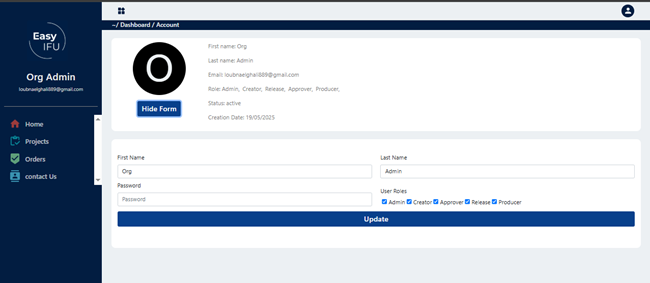 ~/ Dashboard / Account
Easy
IFU
Org Admin
loubnaelghali889@gmail.com
Home
Projects
Orders
contact Us
O
Hide Form
First name: Org
Last name: Admin
Email: loubnaelghali889@gmail.com
Role: Admin, Creator, Release, Approver, Producer,
Status: active
Creation Date: 19/05/2025
First Name
Org
Last Name
Admin
Password
Password
User Roles
Admin Creator Approver Release Producer
Update